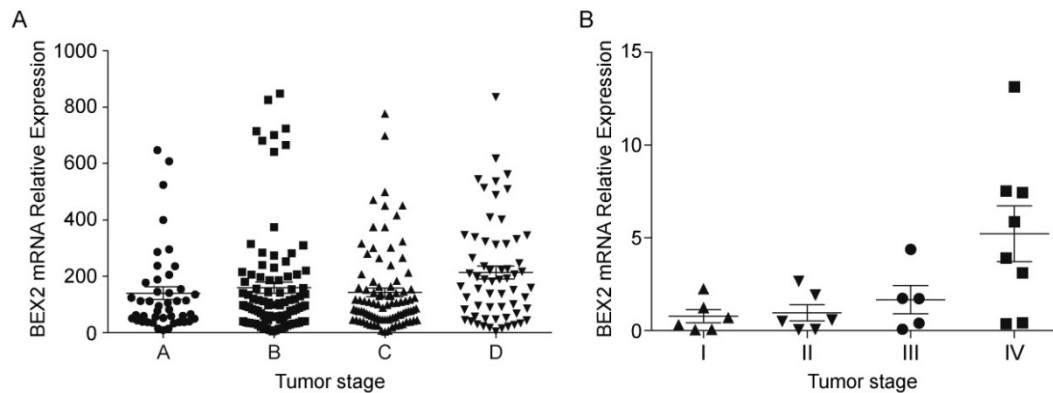 A
BEX2 mRNA Relative Expression
1000
800
600
400
200
0
A B C D
Tumor stage
B
BEX2 mRNA Relative Expression
15
10
5
0
I II III IV
Tumor stage